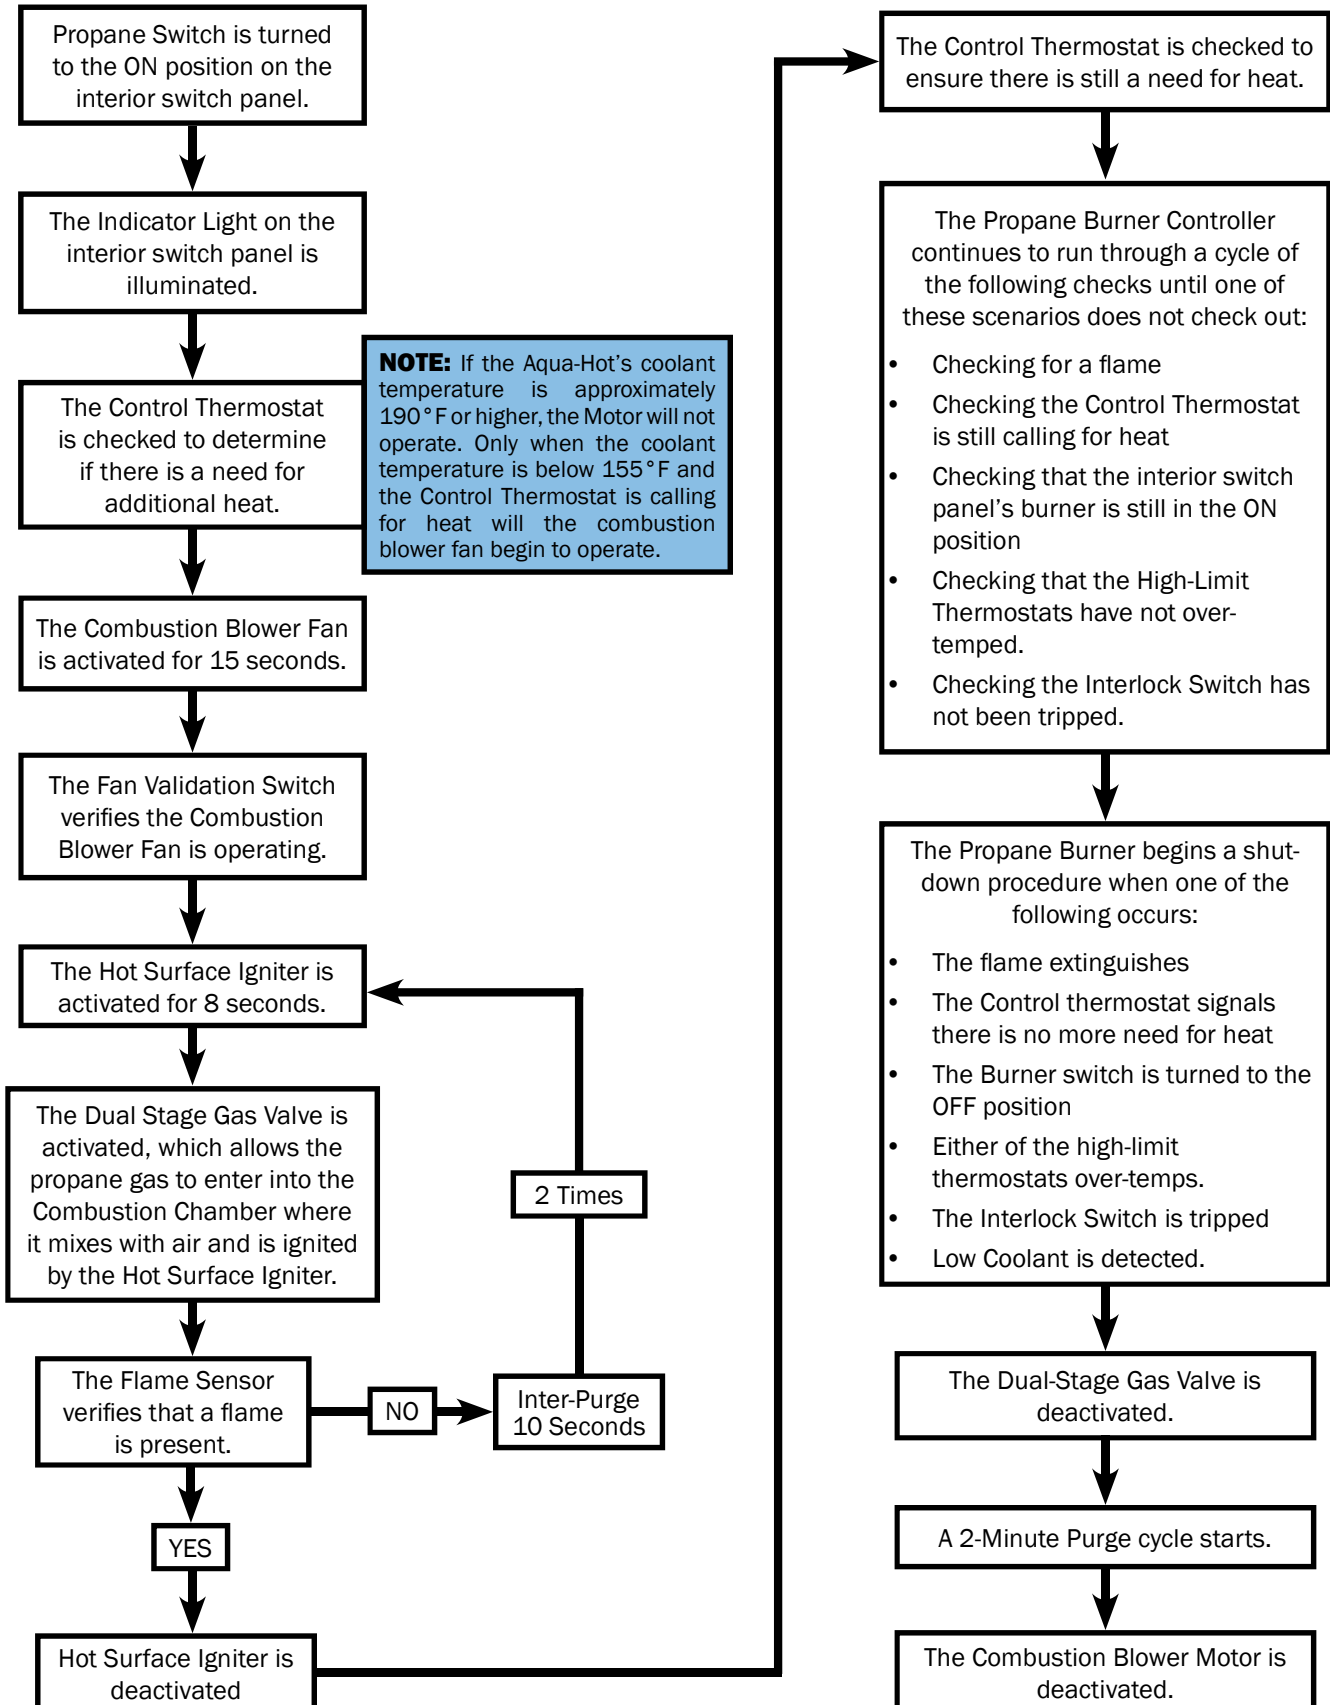 Propane Switch is turned
to the ON position on the
interior switch panel.
The Indicator Light on the
interior switch panel is
illuminated.
The Control Thermostat
is checked to determine
if there is a need for
additional heat.
NOTE: If the Aqua-Hot's coolant
temperature is approximately
190°F or higher, the Motor will not
operate. Only when the coolant
temperature is below 155°F and
the Control Thermostat is calling
for heat will the combustion
blower fan begin to operate.
The Combustion Blower Fan
is activated for 15 seconds.
The Fan Validation Switch
verifies the Combustion
Blower Fan is operating.
The Hot Surface Igniter is
activated for 8 seconds.
The Dual Stage Gas Valve is
activated, which allows the
propane gas to enter into the
Combustion Chamber where
it mixes with air and is ignited
by the Hot Surface Igniter.
2 Times
The Flame Sensor
verifies that a flame
is present.
NO
Inter-Purge
10 Seconds
YES
Hot Surface Igniter is
deactivated
The Control Thermostat is checked to
ensure there is still a need for heat.
The Propane Burner Controller
continues to run through a cycle of
the following checks until one of
these scenarios does not check out:
• Checking for a flame
• Checking the Control Thermostat
is still calling for heat
• Checking that the interior switch
panel's burner is still in the ON
position
• Checking that the High-Limit
Thermostats have not over-
temped.
• Checking the Interlock Switch has
not been tripped.
The Propane Burner begins a shut-
down procedure when one of the
following occurs:
• The flame extinguishes
• The Control thermostat signals
there is no more need for heat
• The Burner switch is turned to the
OFF position
• Either of the high-limit
thermostats over-temps.
• The Interlock Switch is tripped
• Low Coolant is detected.
The Dual-Stage Gas Valve is
deactivated.
A 2-Minute Purge cycle starts.
The Combustion Blower Motor is
deactivated.